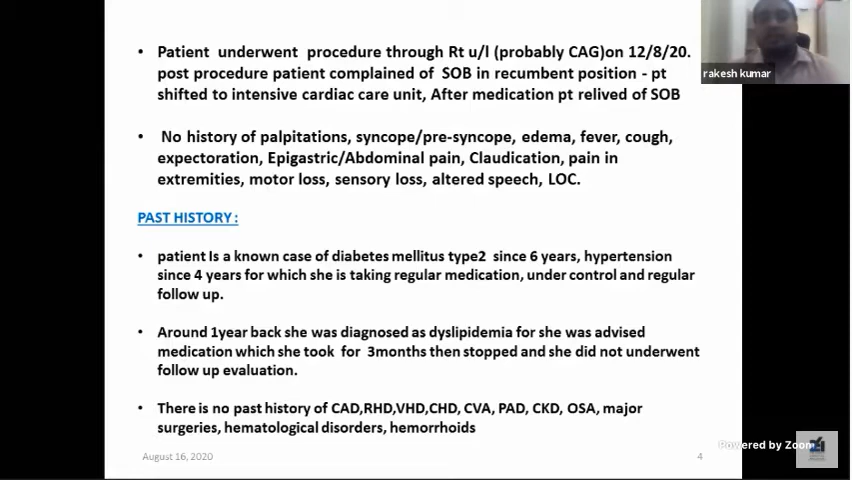 • Patient underwent procedure through Rt u/l (probably CAG)on 12/8/20.
post procedure patient complained of SOB in recumbent position - pt
shifted to intensive cardiac care unit, After medication pt relived of SOB
• No history of palpitations, syncope/pre-syncope, edema, fever, cough,
expectoration, Epigastric/Abdominal pain, Claudication, pain in
extremities, motor loss, sensory loss, altered speech, LOC.
PAST HISTORY :
• patient Is a known case of diabetes mellitus type2 since 6 years, hypertension
since 4 years for which she is taking regular medication, under control and regular
follow up.
• Around 1year back she was diagnosed as dyslipidemia for she was advised
medication which she took for 3months then stopped and she did not underwent
follow up evaluation.
• There is no past history of CAD,RHD,VHD,CHD, CVA, PAD, CKD, OSA, major
surgeries, hematological disorders, hemorrhoids
August 16, 2020
4
rakesh kumar
Powered by Zoom